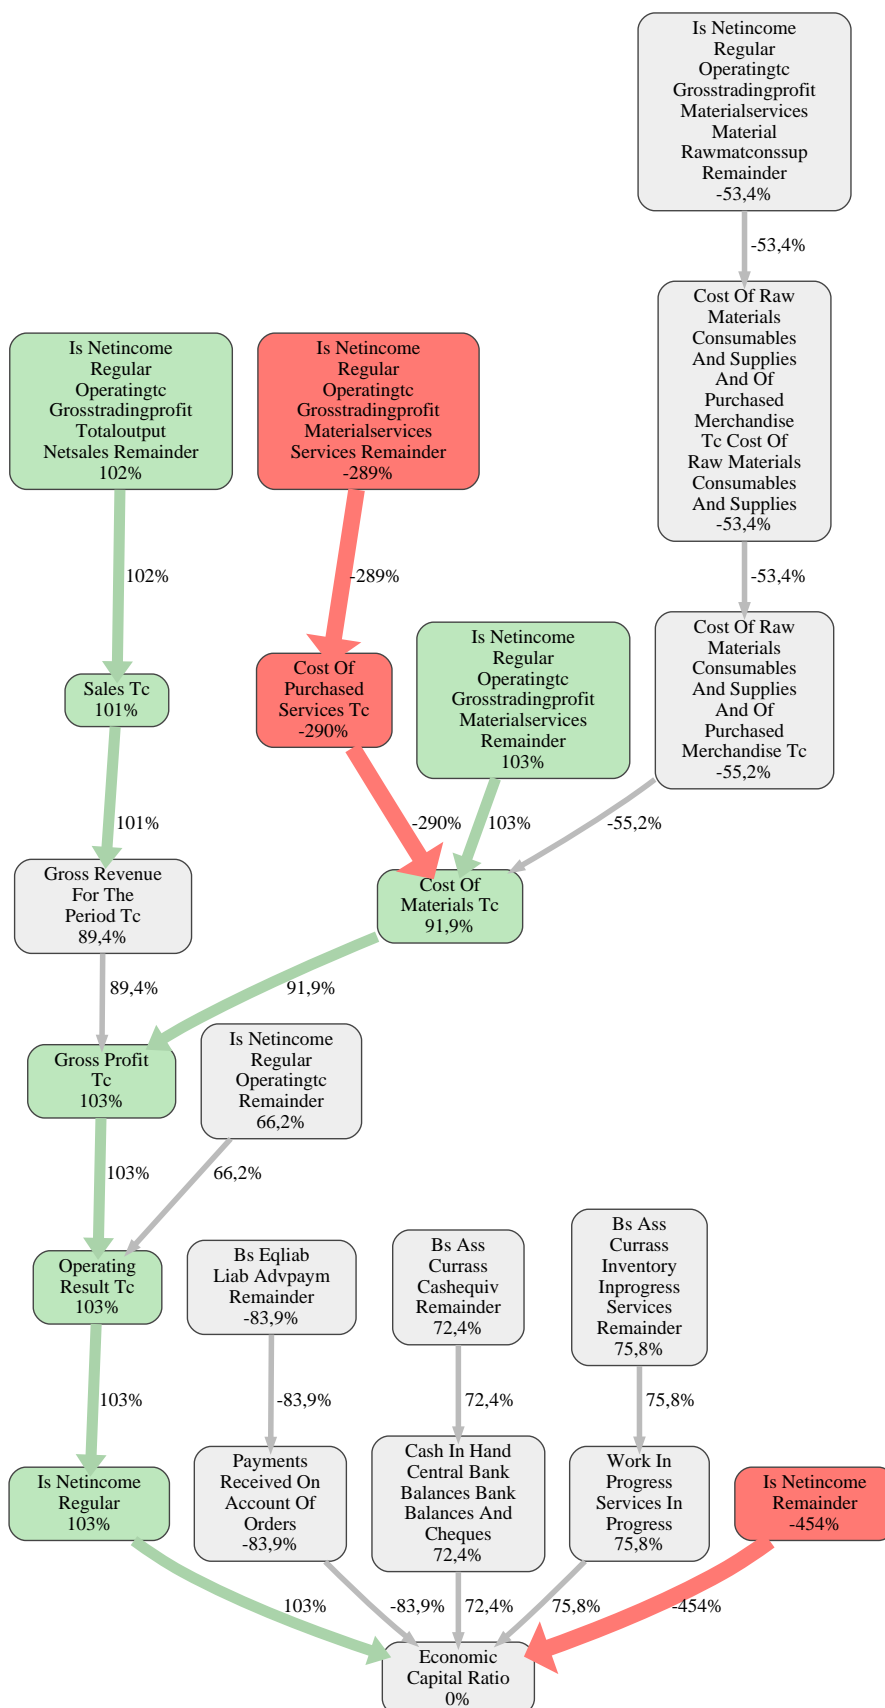 Is Netincome
Regular
Operatingtc
Grosstradingprofit
Materialservices
Material
Rawmatconssup
Remainder
-53,4%
-53,4%
Cost Of Raw
Materials
Consumables
And Supplies
And Of
Purchased
Merchandise
Tc Cost Of
Raw Materials
Consumables
And Supplies
-53,4%
Is Netincome
Regular
Operatingtc
Grosstradingprofit
Totaloutput
Netsales Remainder
102%
Is Netincome
Regular
Operatingtc
Grosstradingprofit
Materialservices
Services Remainder
-289%
102%
-289%
-53,4%
Cost Of Raw
Materials
Consumables
And Supplies
And Of
Purchased
Merchandise Tc
-55,2%
Is Netincome
Regular
Operatingtc
Grosstradingprofit
Materialservices
Remainder
103%
Cost Of
Purchased
Services Tc
-290%
Sales Tc
101%
101%
-290%
103%
-55,2%
Gross Revenue
For The
Period Tc
89,4%
Cost Of
Materials Tc
91,9%
89,4%
91,9%
Is Netincome
Regular
Operatingtc
Remainder
66,2%
Gross Profit
Tc
103%
103%
66,2%
Operating
Result Tc
103%
Bs Eqliab
Liab Advpaym
Remainder
-83,9%
Bs Ass
Currass
Cashequiv
Remainder
72,4%
Bs Ass
Currass
Inventory
Inprogress
Services
Remainder
75,8%
103%
-83,9%
72,4%
75,8%
Is Netincome
Regular
103%
Payments
Received On
Account Of
Orders
-83,9%
Cash In Hand
Central Bank
Balances Bank
Balances And
Cheques
72,4%
Work In
Progress
Services In
Progress
75,8%
Is Netincome
Remainder
-454%
103%
-83,9%
72,4%
75,8%
-454%
Economic
Capital Ratio
0%